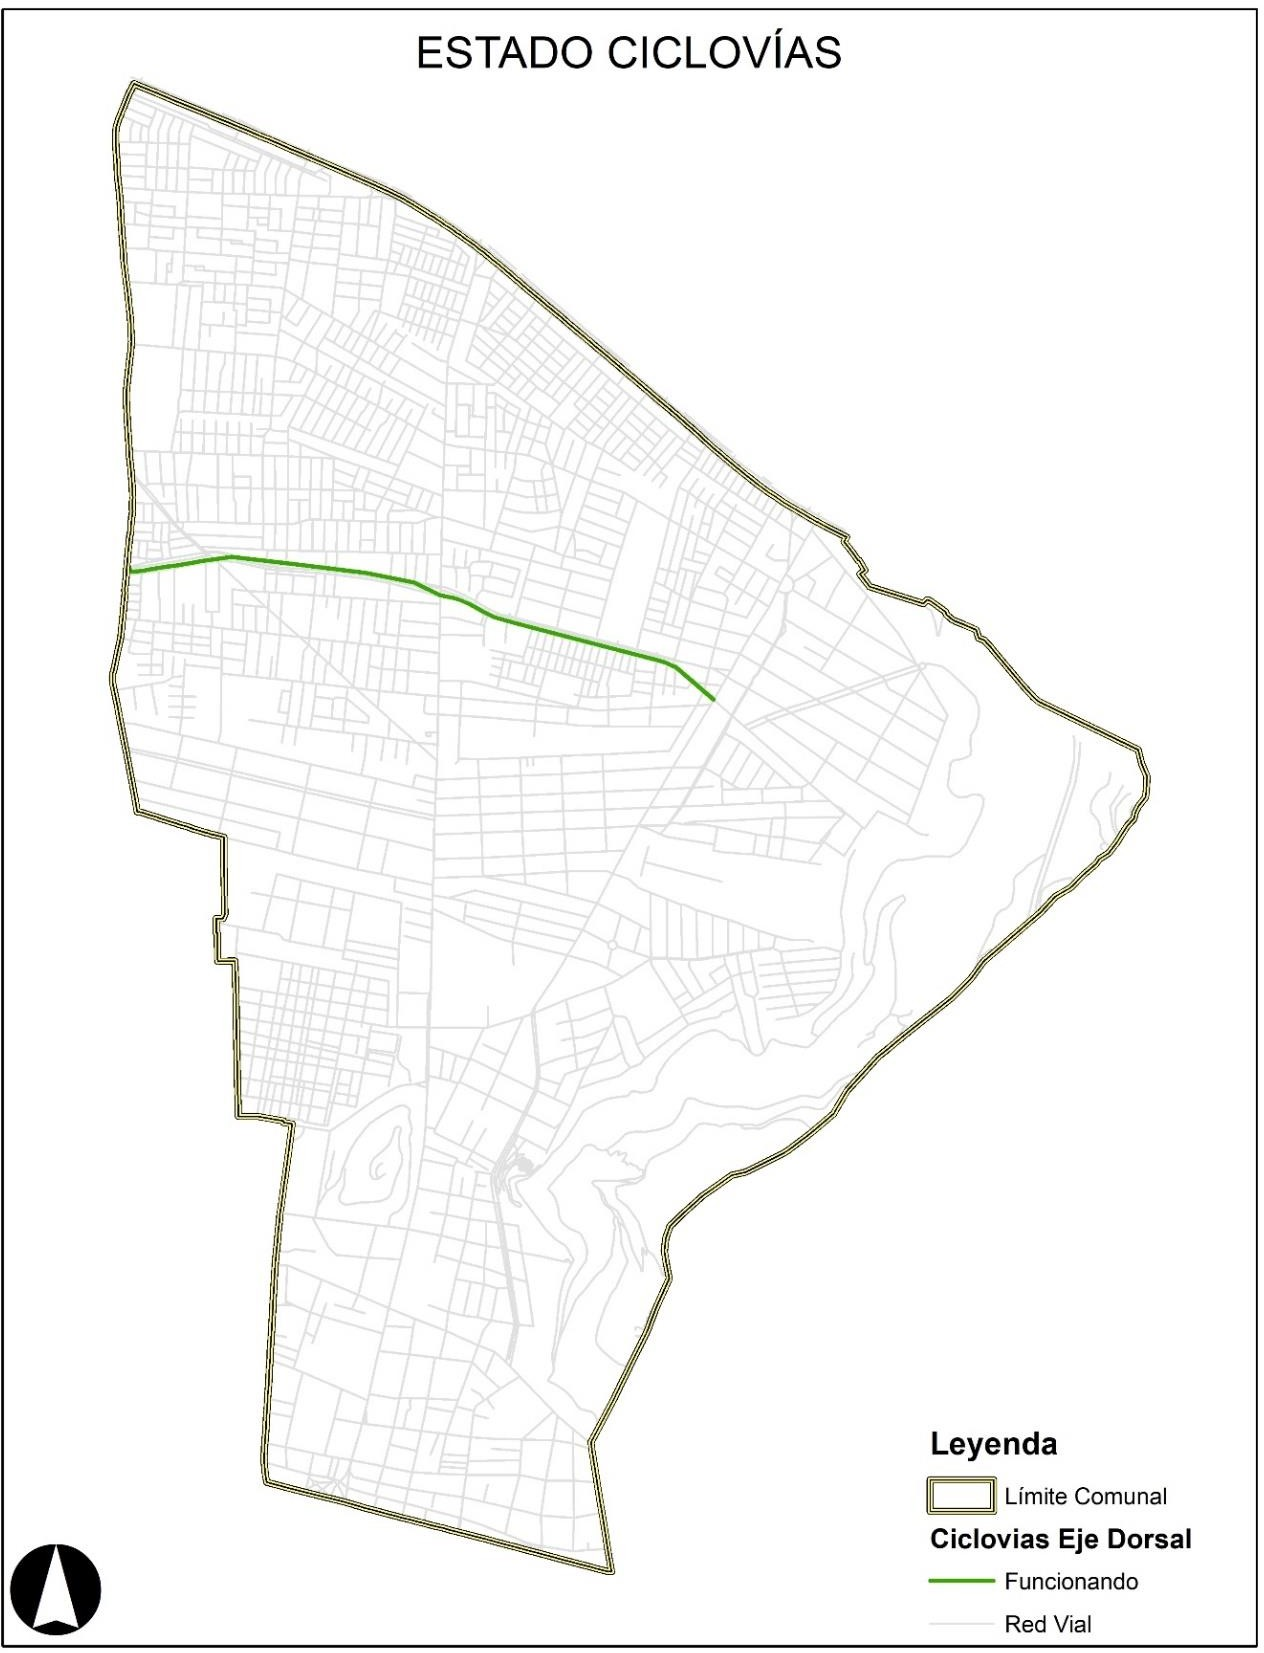 ESTADO CICLOVÍAS
Leyenda
Límite Comunal
Ciclovias Eje Dorsal
Funcionando
Red Vial